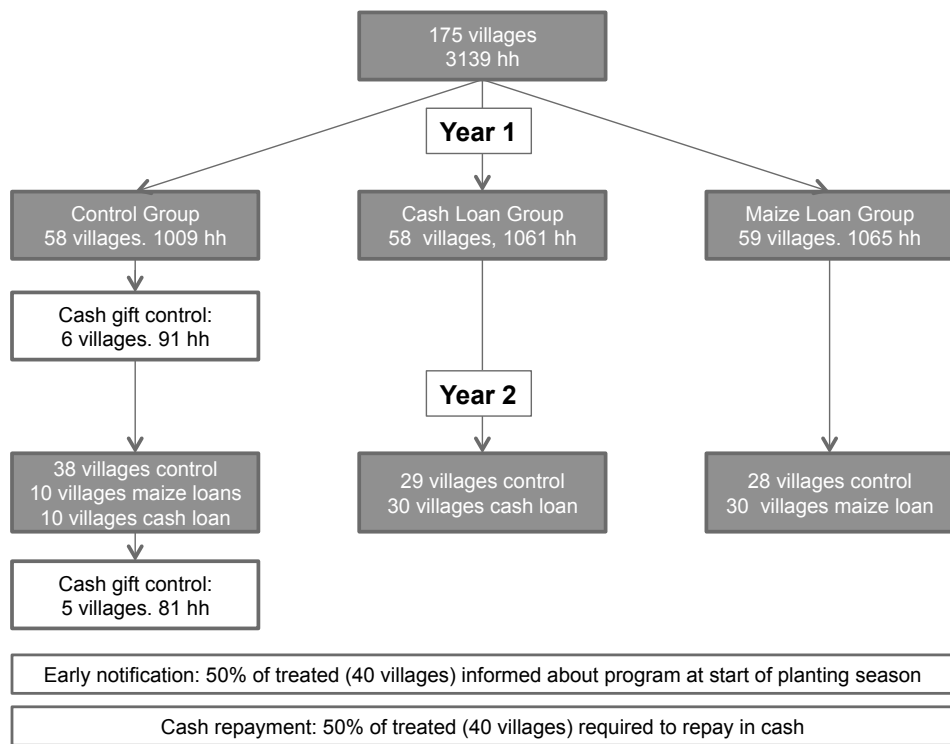 175 villages
3139 hh
Year 1
Control Group
58 villages. 1009 hh
Cash Loan Group
58 villages, 1061 hh
Maize Loan Group
59 villages. 1065 hh
Cash gift control:
6 villages. 91 hh
Year 2
38 villages control
10 villages maize loans
10 villages cash loan
29 villages control
30 villages cash loan
28 villages control
30 villages maize loan
Cash gift control:
5 villages. 81 hh
Early notification: 50% of treated (40 villages) informed about program at start of planting season
Cash repayment: 50% of treated (40 villages) required to repay in cash